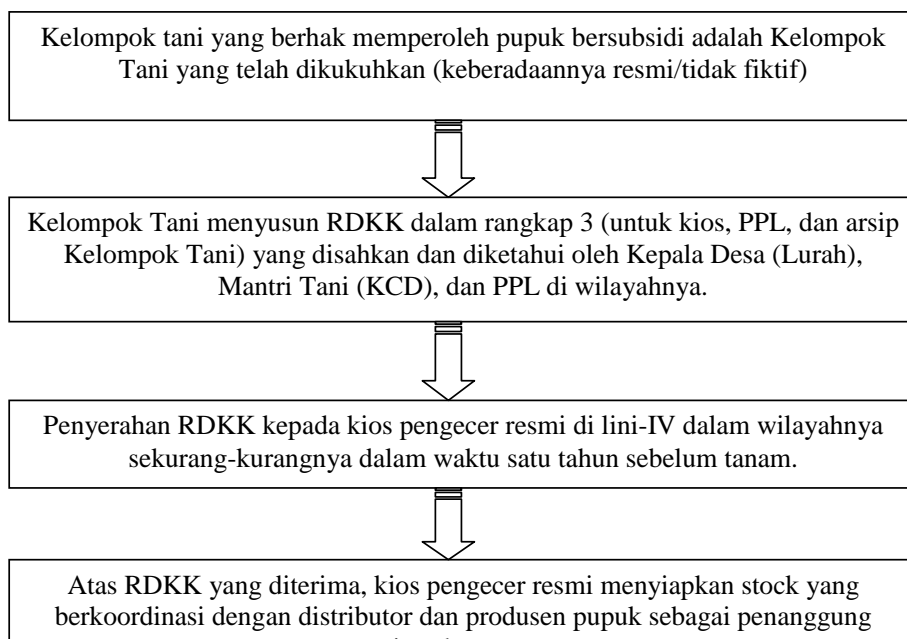 Kelompok tani yang berhak memperoleh pupuk bersubsidi adalah Kelompok
Tani yang telah dikukuhkan (keberadaannya resmi/tidak fiktif)
Kelompok Tani menyusun RDKK dalam rangkap 3 (untuk kios, PPL, dan arsip
Kelompok Tani) yang disahkan dan diketahui oleh Kepala Desa (Lurah),
Mantri Tani (KCD), dan PPL di wilayahnya.
Penyerahan RDKK kepada kios pengecer resmi di lini-IV dalam wilayahnya
sekurang-kurangnya dalam waktu satu tahun sebelum tanam.
Atas RDKK yang diterima, kios pengecer resmi menyiapkan stock yang
berkoordinasi dengan distributor dan produsen pupuk sebagai penanggung